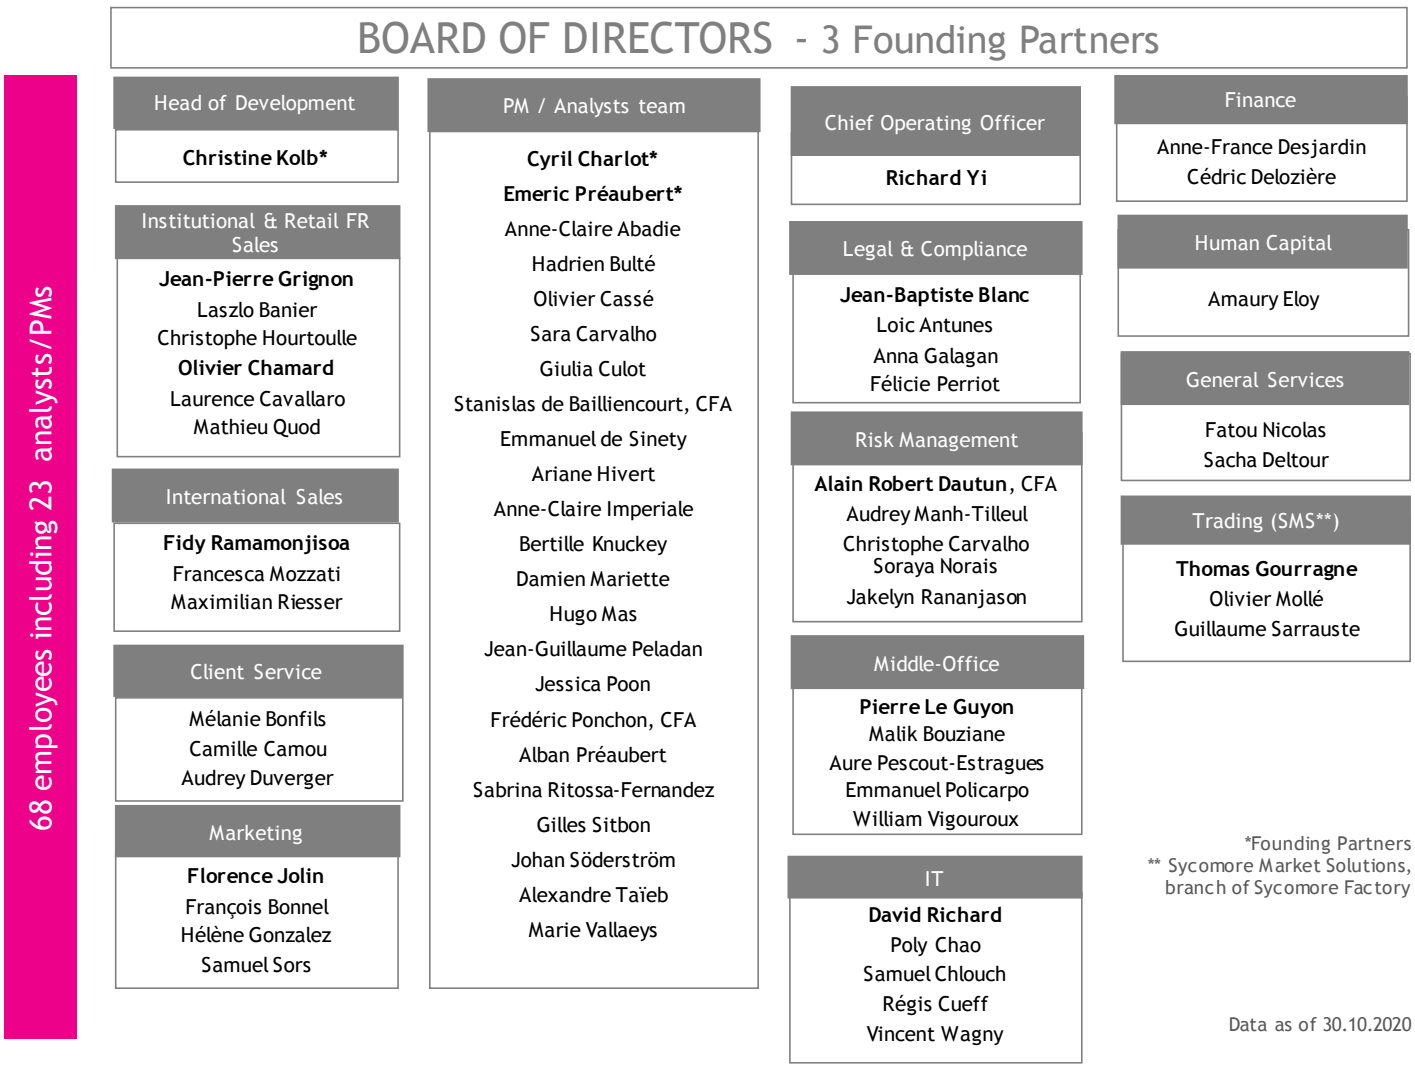 BOARD OF DIRECTORS - 3 Founding Partners
68 employees including 23 analysts/PMs
Head of Development
Christine Kolb*
Institutional & Retail FR
Sales
Jean-Pierre Grignon
Laszlo Banier
Christophe Hourtoulle
Olivier Chamard
Laurence Cavallaro
Mathieu Quod
International Sales
Fidy Ramamonjisoa
Francesca Mozzati
Maximilian Riesser
Client Service
Mélanie Bonfils
Camille Camou
Audrey Duverger
Marketing
Florence Jolin
François Bonnel
Hélène Gonzalez
Samuel Sors
PM / Analysts team
Cyril Charlot*
Emeric Préaubert*
Anne-Claire Abadie
Hadrien Bulté
Olivier Cassé
Sara Carvalho
Giulia Culot
Stanislas de Bailliencourt, CFA
Emmanuel de Sinety
Ariane Hivert
Anne-Claire Imperiale
Bertille Knuckey
Damien Mariette
Hugo Mas
Jean-Guillaume Peladan
Jessica Poon
Frédéric Ponchon, CFA
Alban Préaubert
Sabrina Ritossa-Fernandez
Gilles Sitbon
Johan Söderström
Alexandre Taïeb
Marie Vallaeys
Chief Operating Officer
Richard Yi
Legal & Compliance
Jean-Baptiste Blanc
Loic Antunes
Anna Galagan
Félicie Perriot
Risk Management
Alain Robert Dautun, CFA
Audrey Manh-Tilleul
Christophe Carvalho
Soraya Norais
Jakelyn Rananjason
Middle-Office
Pierre Le Guyon
Malik Bouziane
Aure Pescout-Estragues
Emmanuel Policarpo
William Vigouroux
IT
David Richard
Poly Chao
Samuel Chlouch
Régis Cueff
Vincent Wagny
Finance
Anne-France Desjardin
Cédric Delozière
Human Capital
Amaury Eloy
General Services
Fatou Nicolas
Sacha Deltour
Trading (SMS**)
Thomas Gourragne
Olivier Mollé
Guillaume Sarrauste
*Founding Partners
** Sycomore Market Solutions,
branch of Sycomore Factory
Data as of 30.10.2020